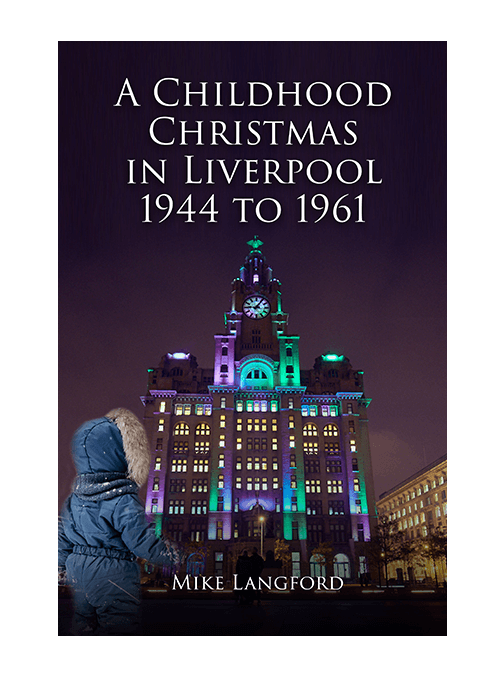 A Childhood
Christmas
in Liverpool
1944 to 1961
Mike Langford